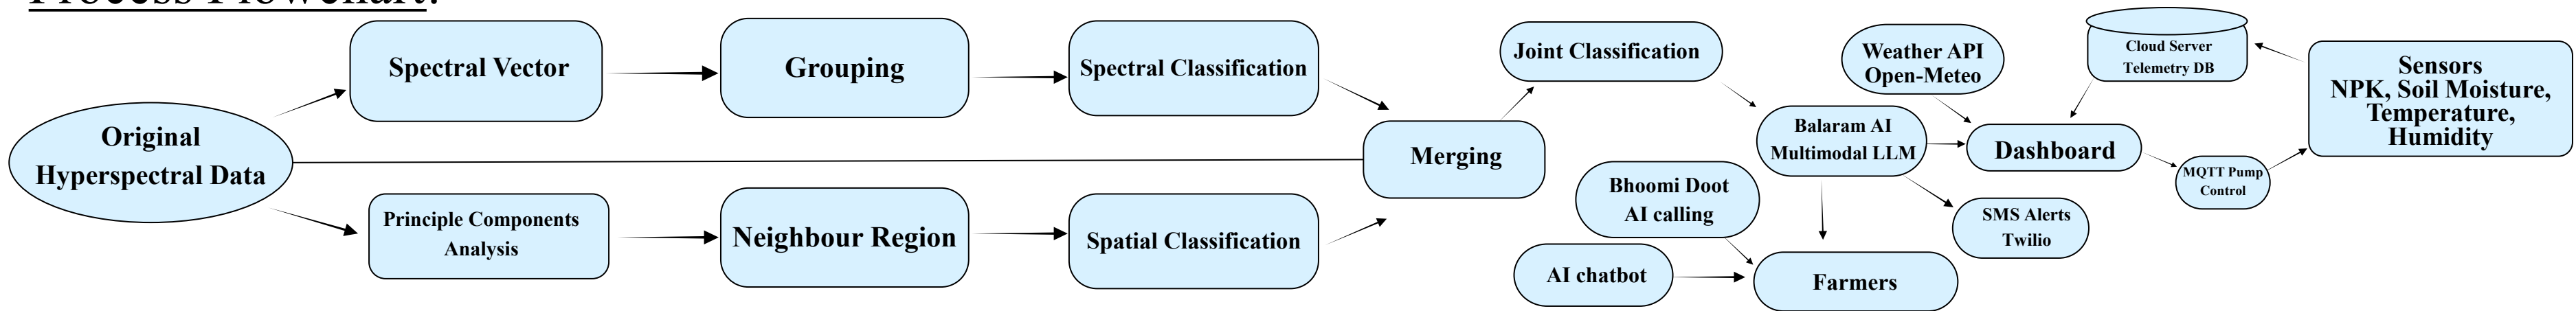 Process Flowchart:
Original
Hyperspectral Data
Spectral Vector
Grouping
Spectral Classification
Principle Components
Analysis
Neighbour Region
Spatial Classification
Merging
Joint Classification
Balaram AI
Multimodal LLM
Bhoomi Doot
AI calling
AI chatbot
Farmers
Weather API
Open-Meteo
Dashboard
SMS Alerts
Twilio
Cloud Server
Telemetry DB
MQTT Pump
Control
Sensors
NPK, Soil Moisture,
Temperature,
Humidity